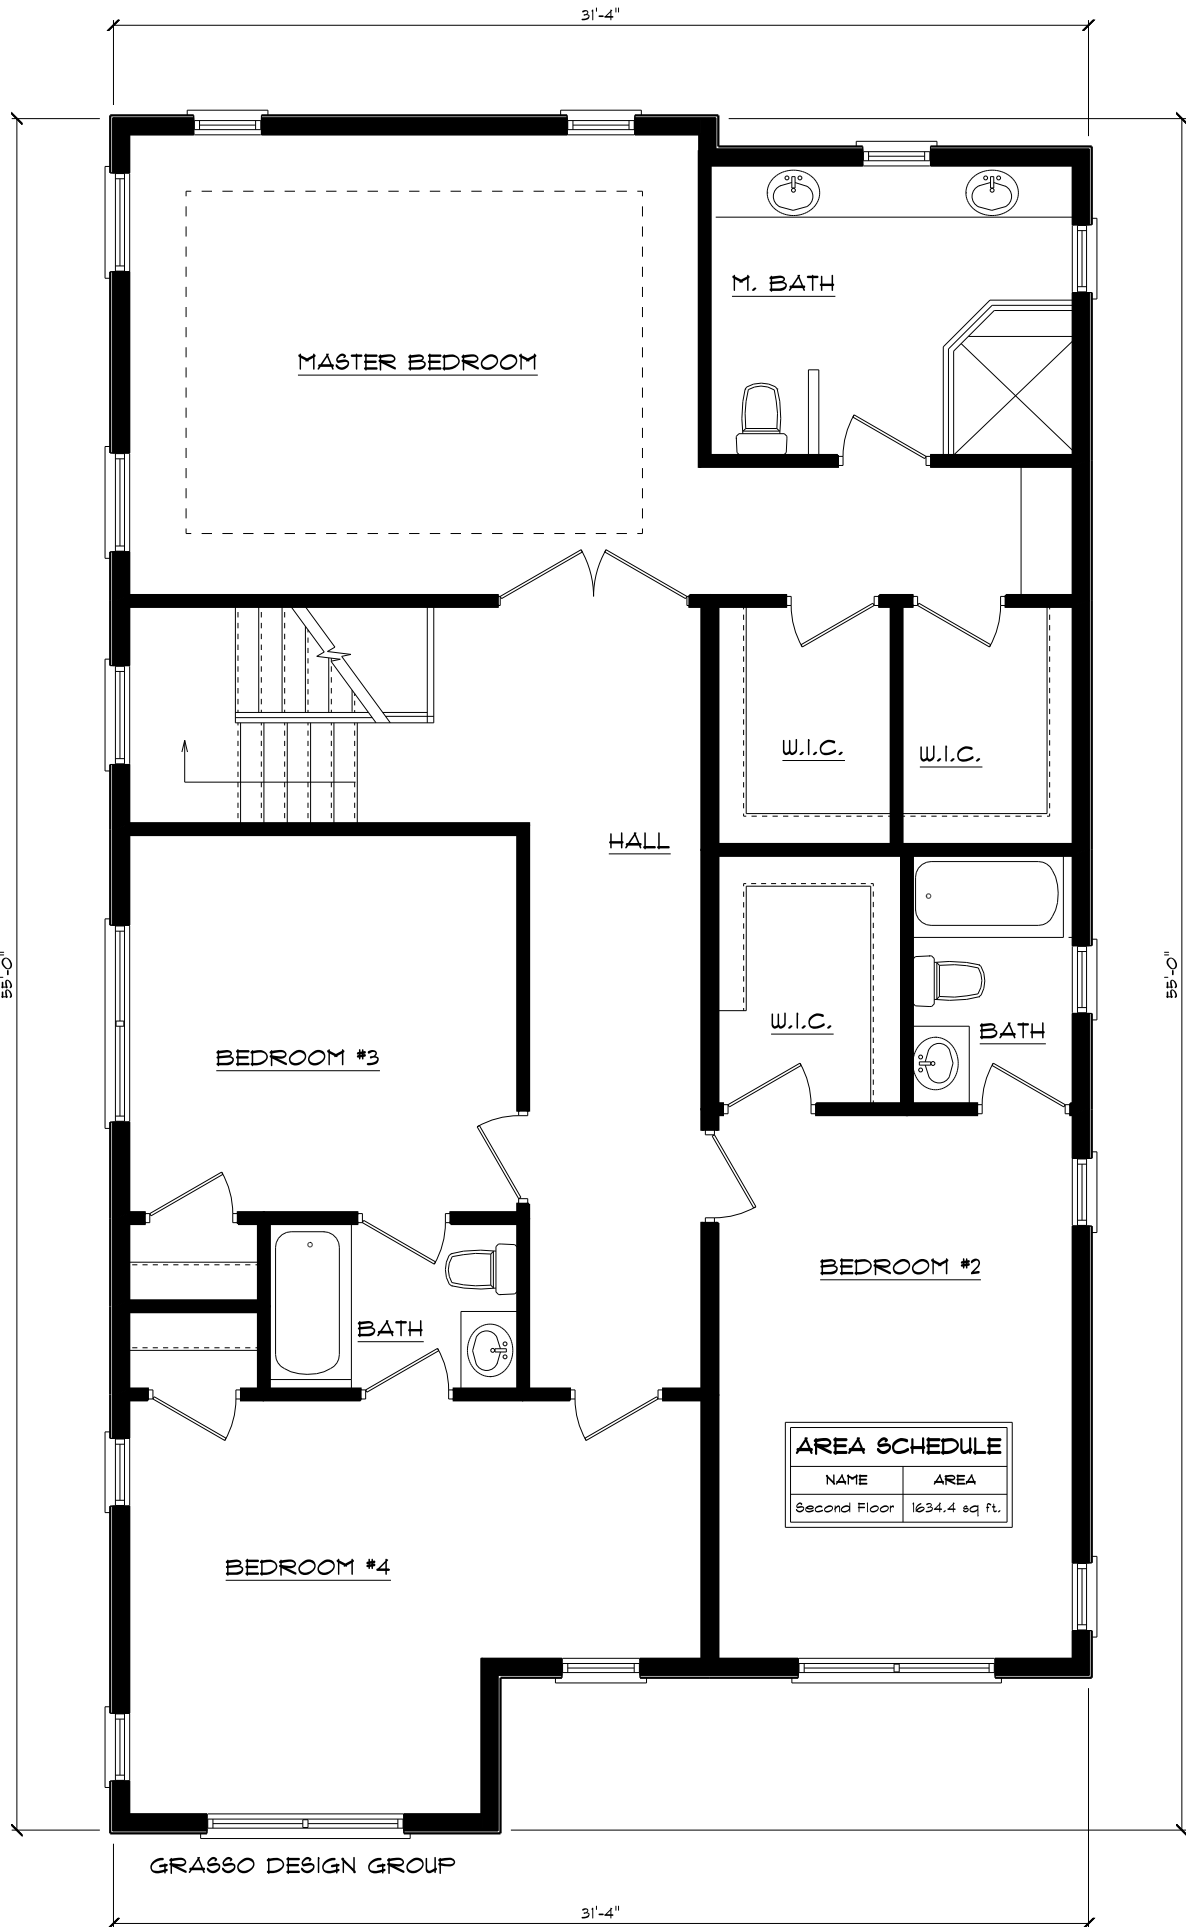 31'-4"
M. BATH
MASTER BEDROOM
W.I.C.
W.I.C.
HALL
55'-0"
55'-0"
W.I.C.
BATH
BEDROOM #3
BEDROOM #2
BATH
AREA SCHEDULE
NAME AREA
Second Floor 1634.4 sq ft.
BEDROOM #4
GRASSO DESIGN GROUP
31'-4"